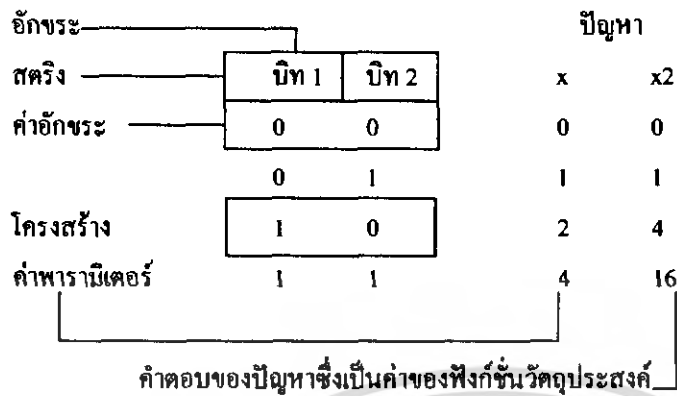 อักขระ ปัญหา
สตริง บิท 1 บิท 2 x x2
ค่าอักขระ 0 0 0 0
0 1 1 1
โครงสร้าง 1 0 2 4
ค่าพารามิเตอร์ 1 1 4 16
คำตอบของปัญหาซึ่งเป็นค่าของฟังก์ชั่นวัตถุประสงค์